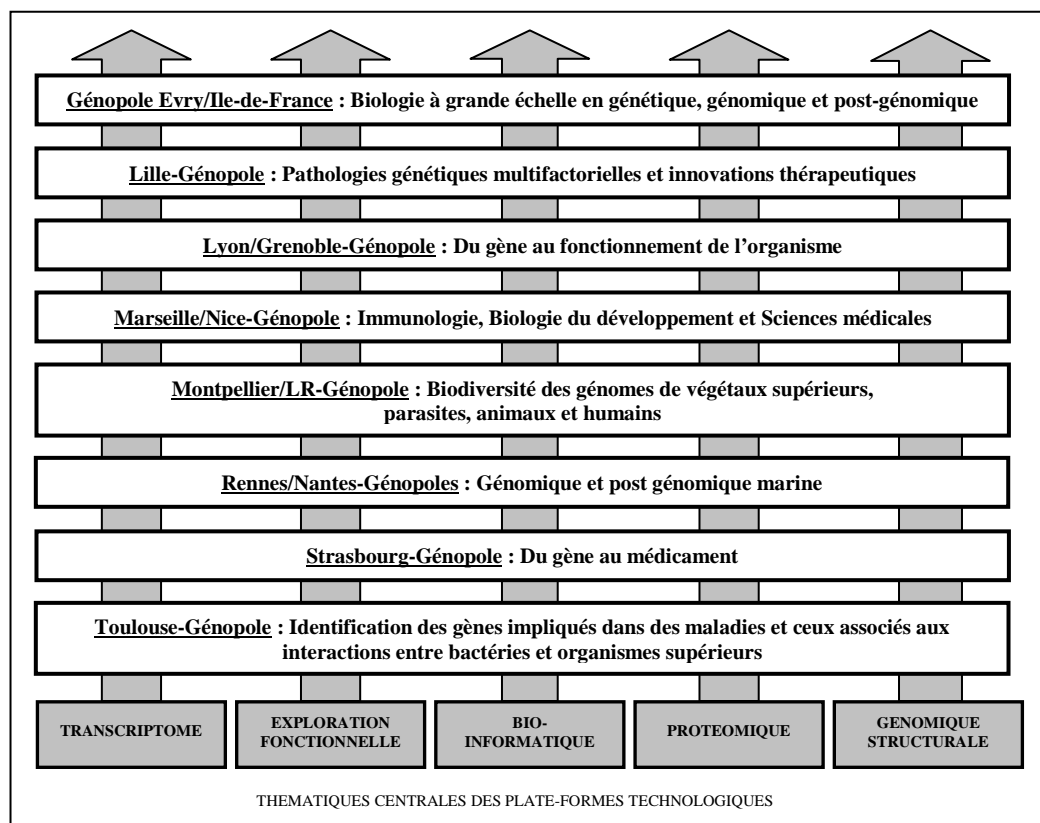 Génopole Evry/Ile-de-France : Biologie à grande échelle en génétique, génomique et post-génomique
Lille-Génopole : Pathologies génétiques multifactorielles et innovations thérapeutiques
Lyon/Grenoble-Génopole : Du gène au fonctionnement de l’organisme
Marseille/Nice-Génopole : Immunologie, Biologie du développement et Sciences médicales
Montpellier/LR-Génopole : Biodiversité des génomes de végétaux supérieurs,
parasites, animaux et humains
Rennes/Nantes-Génopoles : Génomique et post génomique marine
Strasbourg-Génopole : Du gène au médicament
Toulouse-Génopole : Identification des gènes impliqués dans des maladies et ceux associés aux
interactions entre bactéries et organismes supérieurs
TRANSCRIPTOME
EXPLORATION
FONCTIONNELLE
BIO-
INFORMATIQUE
PROTEOMIQUE
GENOMIQUE
STRUCTURALE
THEMATIQUES CENTRALES DES PLATE-FORMES TECHNOLOGIQUES